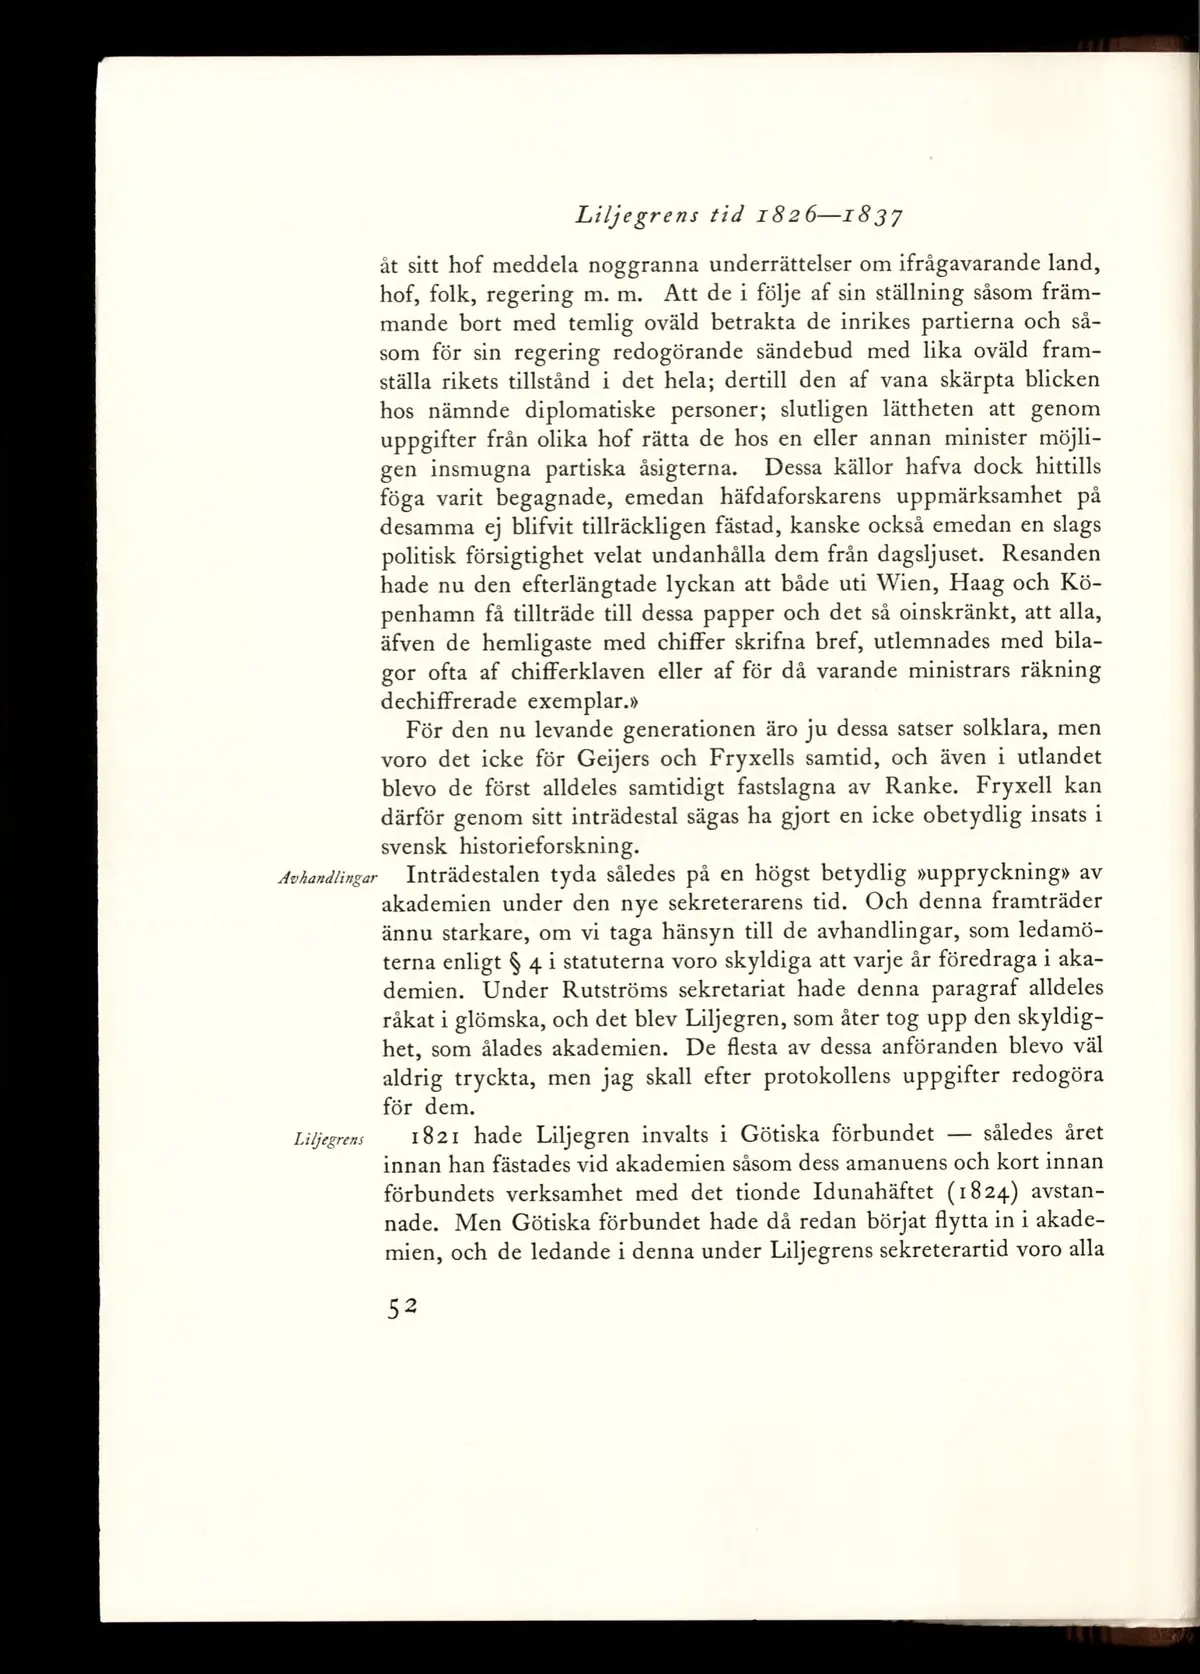 Liljegrens tid 1826—1837
åt sitt hof meddela noggranna underrättelser om ifrågavarande land,
hof, folk, regering m. m. Att de i följe af sin ställning såsom främ-
mande bort med temlig oväld betrakta de inrikes partierna och så-
som för sin regering redogörande sändebud med lika oväld fram-
ställa rikets tillstånd i det hela; dertill den af vana skärpta blicken
hos nämnde diplomatiske personer; slutligen lättheten att genom
uppgifter från olika hof rätta de hos en eller annan minister möjli-
gen insmugna partiska åsigterna. Dessa källor hafva dock hittills
föga varit begagnade, emedan häfdaforskarens uppmärksamhet på
desamma ej blifvit tillräckligen fästad, kanske också emedan en slags
politisk försigtighet velat undanhålla dem från dagsljuset. Resanden
hade nu den efterlängtade lyckan att både uti Wien, Haag och Kö-
penhamn få tillträde till dessa papper och det så oinskränkt, att alla,
äfven de hemligaste med chiffer skrifna bref, utlemnades med bila-
gor ofta af chifferklaven eller af för då varande ministrars räkning
dechiffrerade exemplar.»
För den nu levande generationen äro ju dessa satser solklara, men
voro det icke för Geijers och Fryxells samtid, och även i utlandet
blevo de först alldeles samtidigt fastslagna av Ranke. Fryxell kan
därför genom sitt inträdestal sägas ha gjort en icke obetydlig insats i
svensk historieforskning.
Avhandlingar Inträdestalen tyda således på en högst betydlig »uppryckning» av
akademien under den nye sekreterarens tid. Och denna framträder
ännu starkare, om vi taga hänsyn till de avhandlingar, som ledamö-
terna enligt § 4 i statuterna voro skyldiga att varje år föredraga i aka-
demien. Under Rutströms sekretariat hade denna paragraf alldeles
råkat i glömska, och det blev Liljegren, som åter tog upp den skyldig-
het, som ålades akademien. De flesta av dessa anföranden blevo väl
aldrig tryckta, men jag skall efter protokollens uppgifter redogöra
för dem.
Liljegrens 1821 hade Liljegren invalts i Götiska förbundet — således året
innan han fästades vid akademien såsom dess amanuens och kort innan
förbundets verksamhet med det tionde Idunahäftet (1824) avstan-
nade. Men Götiska förbundet hade då redan börjat flytta in i akade-
mien, och de ledande i denna under Liljegrens sekreterartid voro alla
52